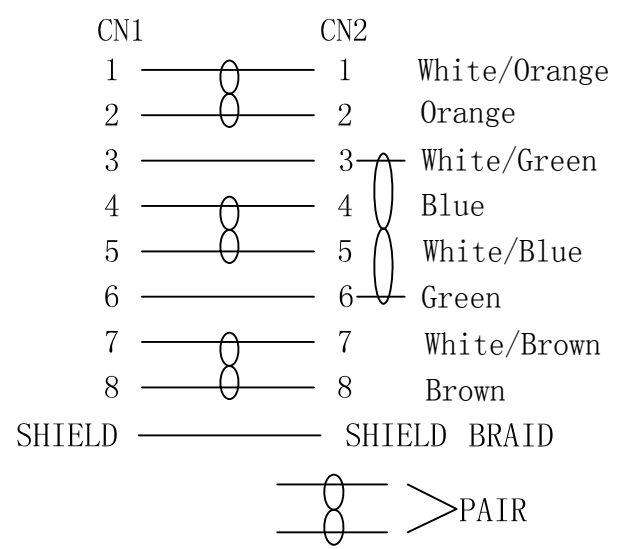 CN1 CN2
1 1 White/Orange
2 2 Orange
3 3 White/Green
4 4 Blue
5 5 White/Blue
6 6 Green
7 7 White/Brown
8 8 Brown
SHIELD SHIELD BRAID
PAIR